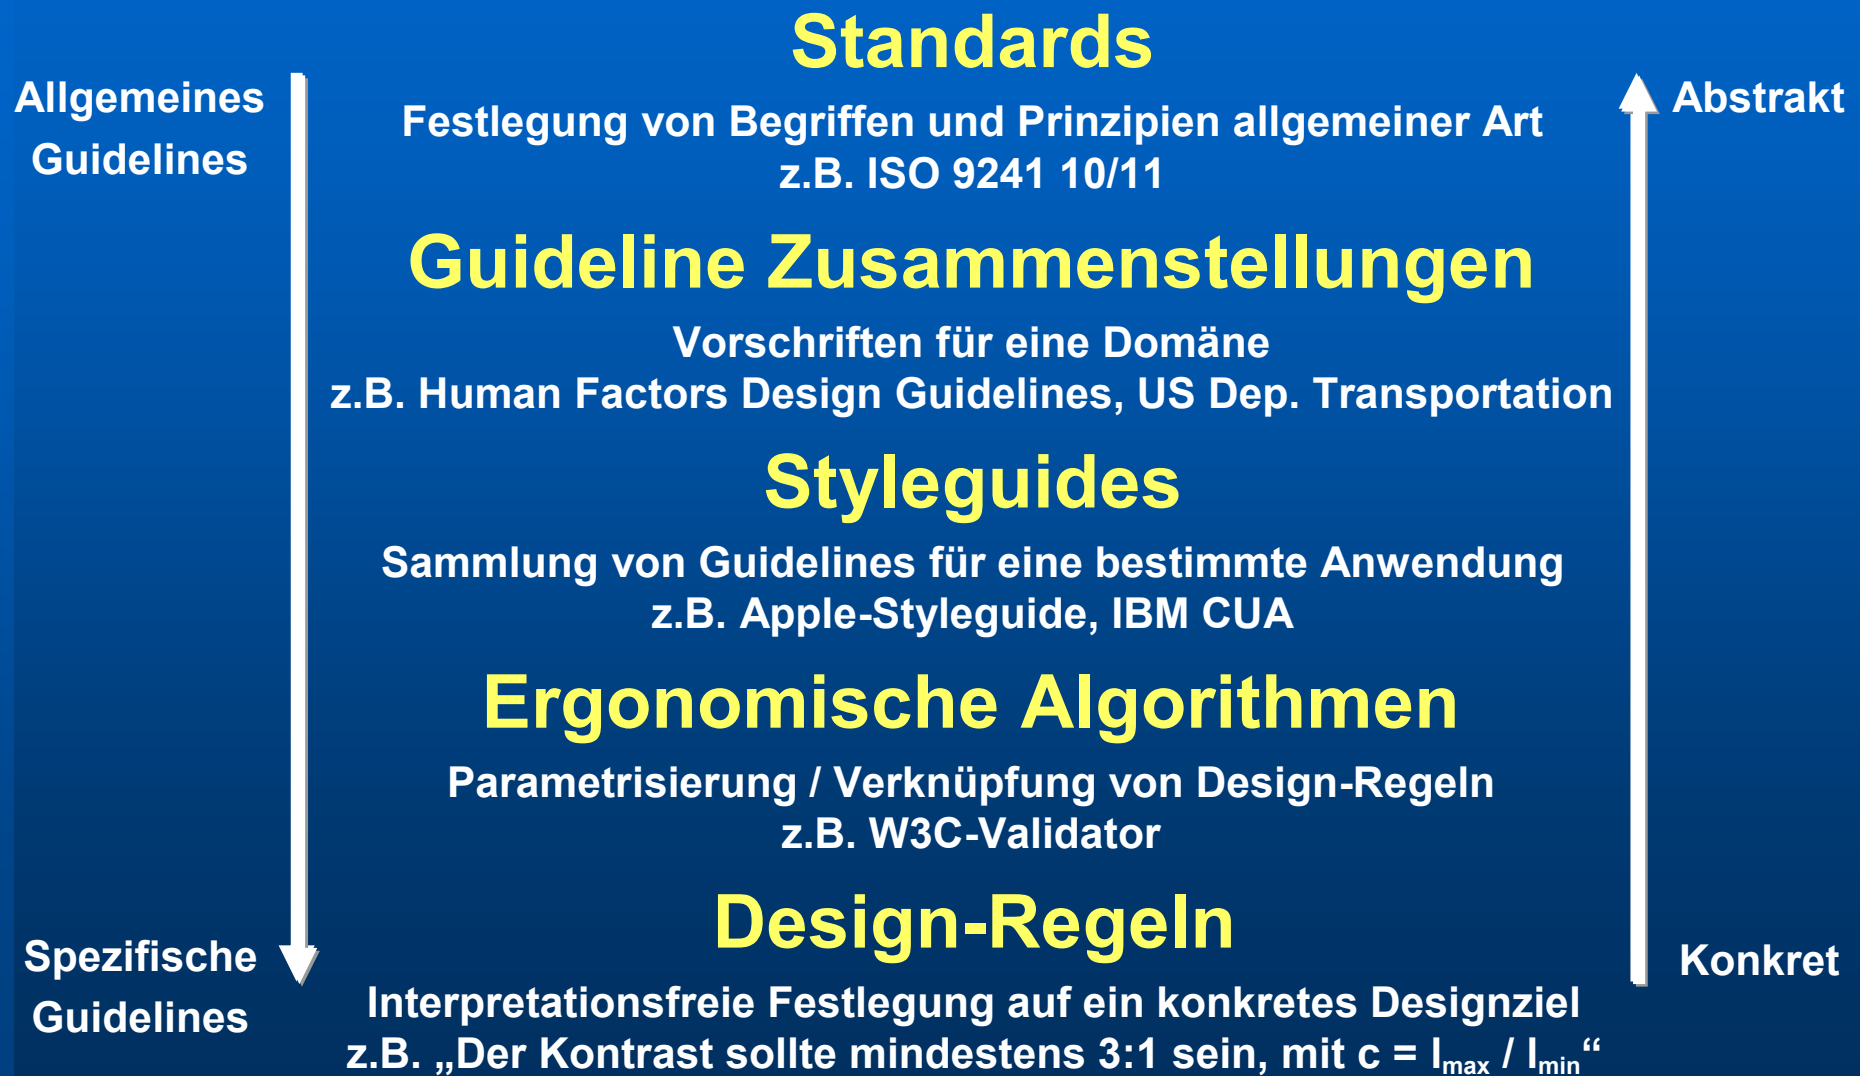 Standards
Allgemeines
Guidelines
Abstrakt
Festlegung von Begriffen und Prinzipien allgemeiner Art
z.B. ISO 9241 10/11
Guideline Zusammenstellungen
Vorschriften für eine Domäne
z.B. Human Factors Design Guidelines, US Dep. Transportation
Styleguides
Sammlung von Guidelines für eine bestimmte Anwendung
z.B. Apple-Styleguide, IBM CUA
Ergonomische Algorithmen
Parametrisierung / Verknüpfung von Design-Regeln
z.B. W3C-Validator
Design-Regeln
Spezifische
Guidelines
Konkret
Interpretationsfreie Festlegung auf ein konkretes Designziel
z.B. „Der Kontrast sollte mindestens 3:1 sein, mit c = Imax / Imin“